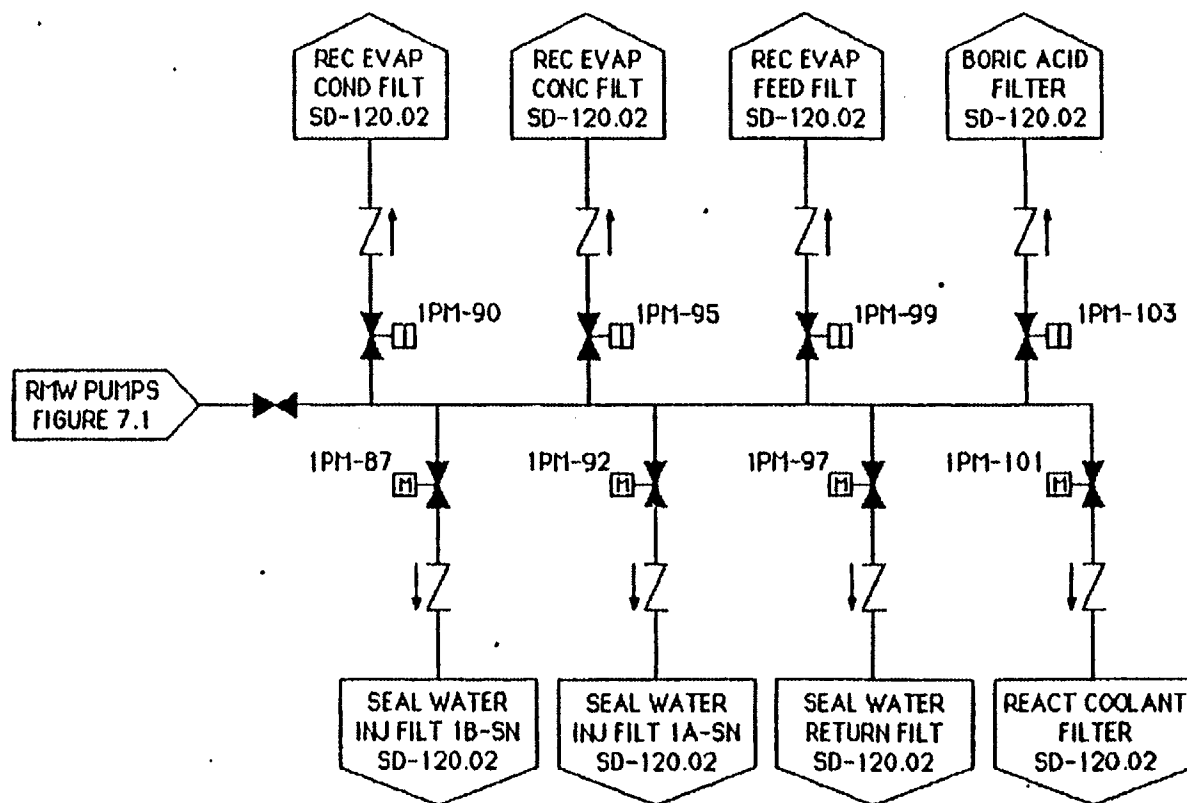 REC EVAP
COND FILT
SD-120.02
REC EVAP
CONC FILT
SD-120.02
REC EVAP
FEED FILT
SD-120.02
BORIC ACID
FILTER
SD-120.02
1PM-90
1PM-95
1PM-99
1PM-103
RMW PUMPS
FIGURE 7.1
1PM-87
M
1PM-92
M
1PM-97
M
1PM-101
M
SEAL WATER
INJ FILT 1B-SN
SD-120.02
SEAL WATER
INJ FILT 1A-SN
SD-120.02
SEAL WATER
RETURN FILT
SD-120.02
REACT COOLANT
FILTER
SD-120.02